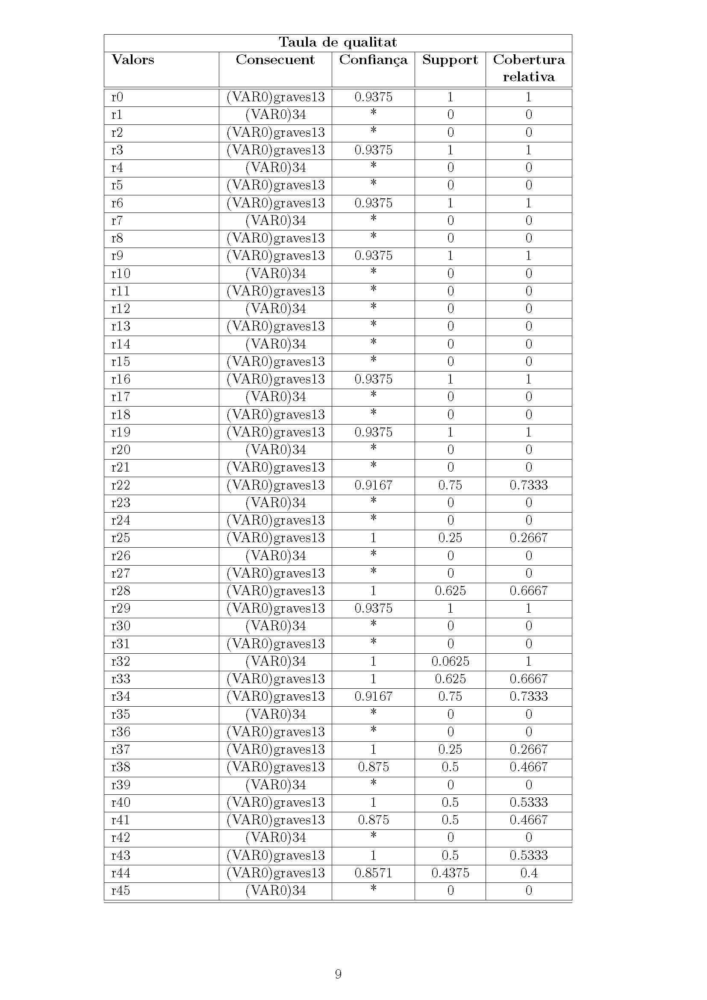 Taula de qualitat
Valors Consecuent Confiança Support Cobertura
relativa
r0 (VAR0)graves13 0.9375 1 1
r1 (VAR0)34 * 0 0
r2 (VAR0)graves13 * 0 0
r3 (VAR0)graves13 0.9375 1 1
r4 (VAR0)34 * 0 0
r5 (VAR0)graves13 * 0 0
r6 (VAR0)graves13 0.9375 1 1
r7 (VAR0)34 * 0 0
r8 (VAR0)graves13 * 0 0
r9 (VAR0)graves13 0.9375 1 1
r10 (VAR0)34 * 0 0
r11 (VAR0)graves13 * 0 0
r12 (VAR0)34 * 0 0
r13 (VAR0)graves13 * 0 0
r14 (VAR0)34 * 0 0
r15 (VAR0)graves13 * 0 0
r16 (VAR0)graves13 0.9375 1 1
r17 (VAR0)34 * 0 0
r18 (VAR0)graves13 * 0 0
r19 (VAR0)graves13 0.9375 1 1
r20 (VAR0)34 * 0 0
r21 (VAR0)graves13 * 0 0
r22 (VAR0)graves13 0.9167 0.75 0.7333
r23 (VAR0)34 * 0 0
r24 (VAR0)graves13 * 0 0
r25 (VAR0)graves13 1 0.25 0.2667
r26 (VAR0)34 * 0 0
r27 (VAR0)graves13 * 0 0
r28 (VAR0)graves13 1 0.625 0.6667
r29 (VAR0)graves13 0.9375 1 1
r30 (VAR0)34 * 0 0
r31 (VAR0)graves13 * 0 0
r32 (VAR0)34 1 0.0625 1
r33 (VAR0)graves13 1 0.625 0.6667
r34 (VAR0)graves13 0.9167 0.75 0.7333
r35 (VAR0)34 * 0 0
r36 (VAR0)graves13 * 0 0
r37 (VAR0)graves13 1 0.25 0.2667
r38 (VAR0)graves13 0.875 0.5 0.4667
r39 (VAR0)34 * 0 0
r40 (VAR0)graves13 1 0.5 0.5333
r41 (VAR0)graves13 0.875 0.5 0.4667
r42 (VAR0)34 * 0 0
r43 (VAR0)graves13 1 0.5 0.5333
r44 (VAR0)graves13 0.8571 0.4375 0.4
r45 (VAR0)34 * 0 0
9